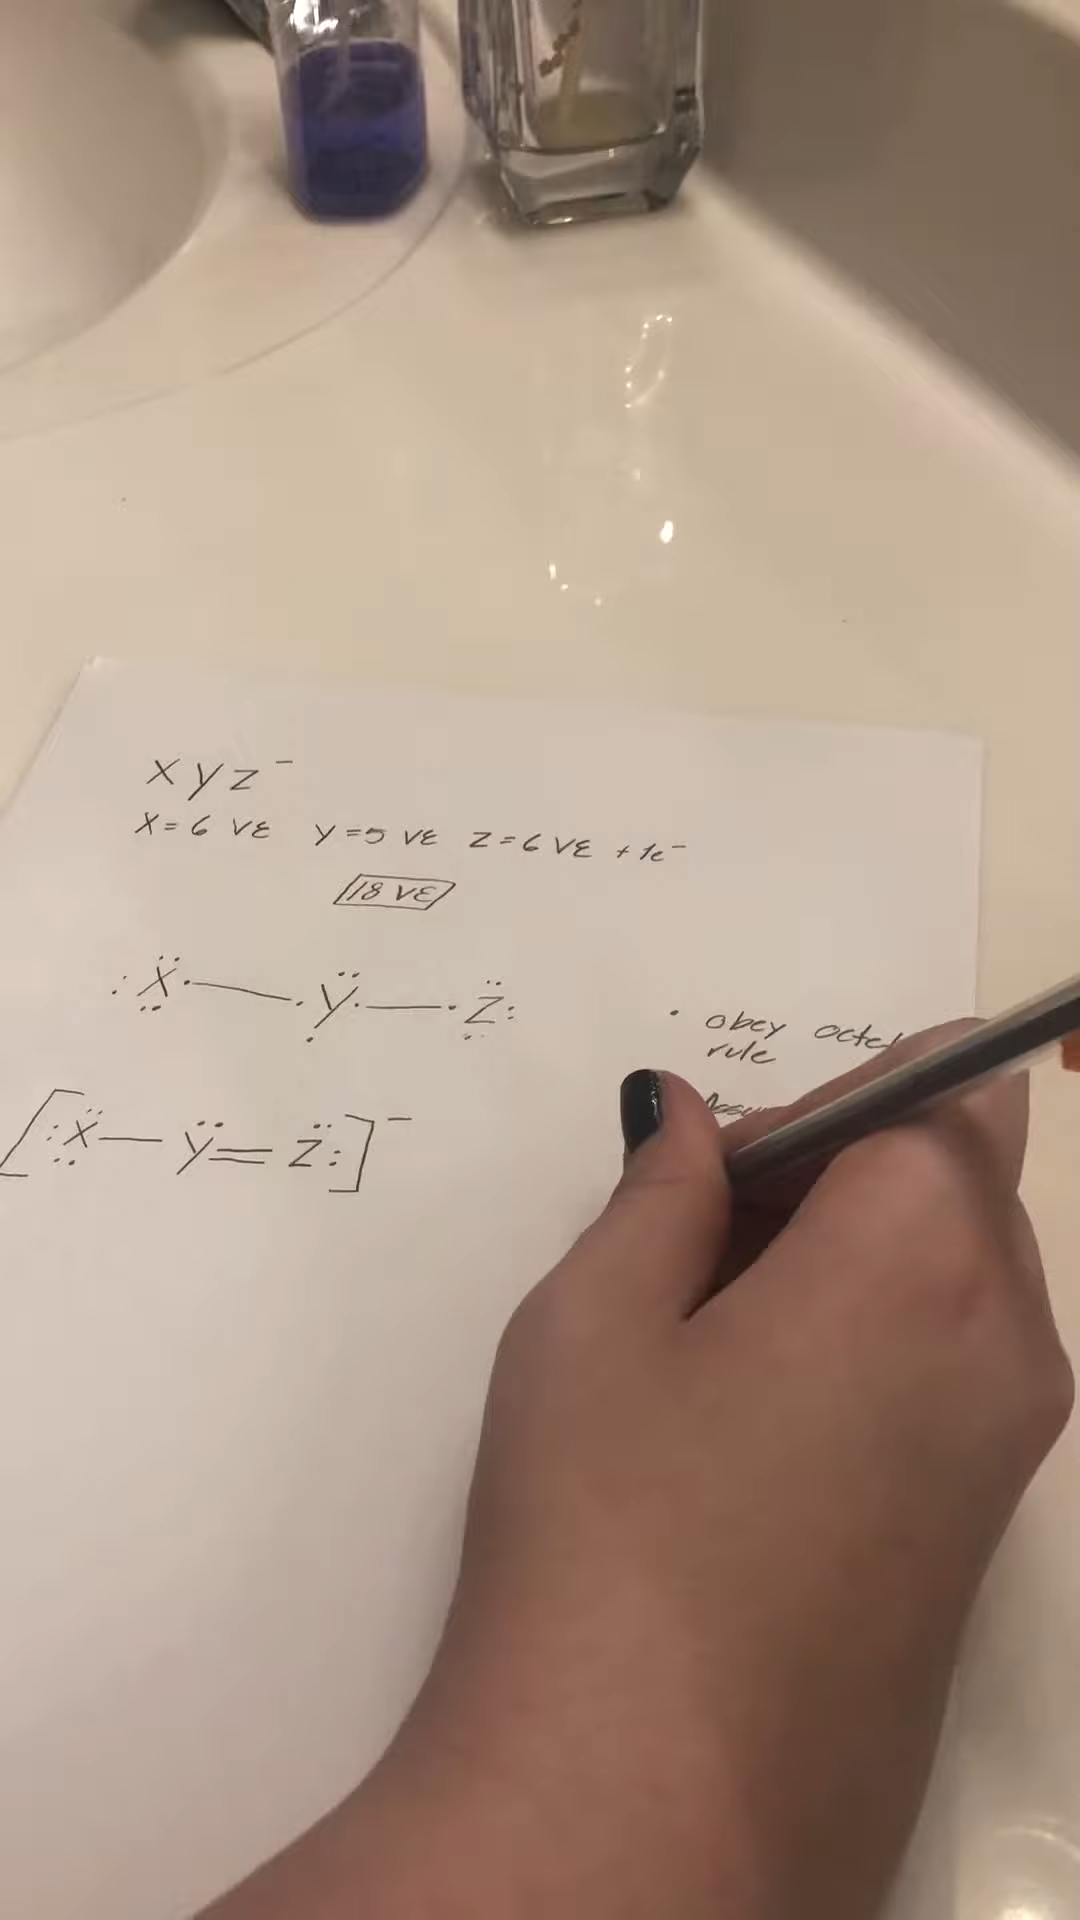 xyz⁻
X=6 VE Y=5 VE Z=6 VE +1e⁻
18 VE
:Ẍ·—·Ÿ·—·Z̈:
• obey octet
rule
[:Ẍ—Ÿ=Z̈:]⁻